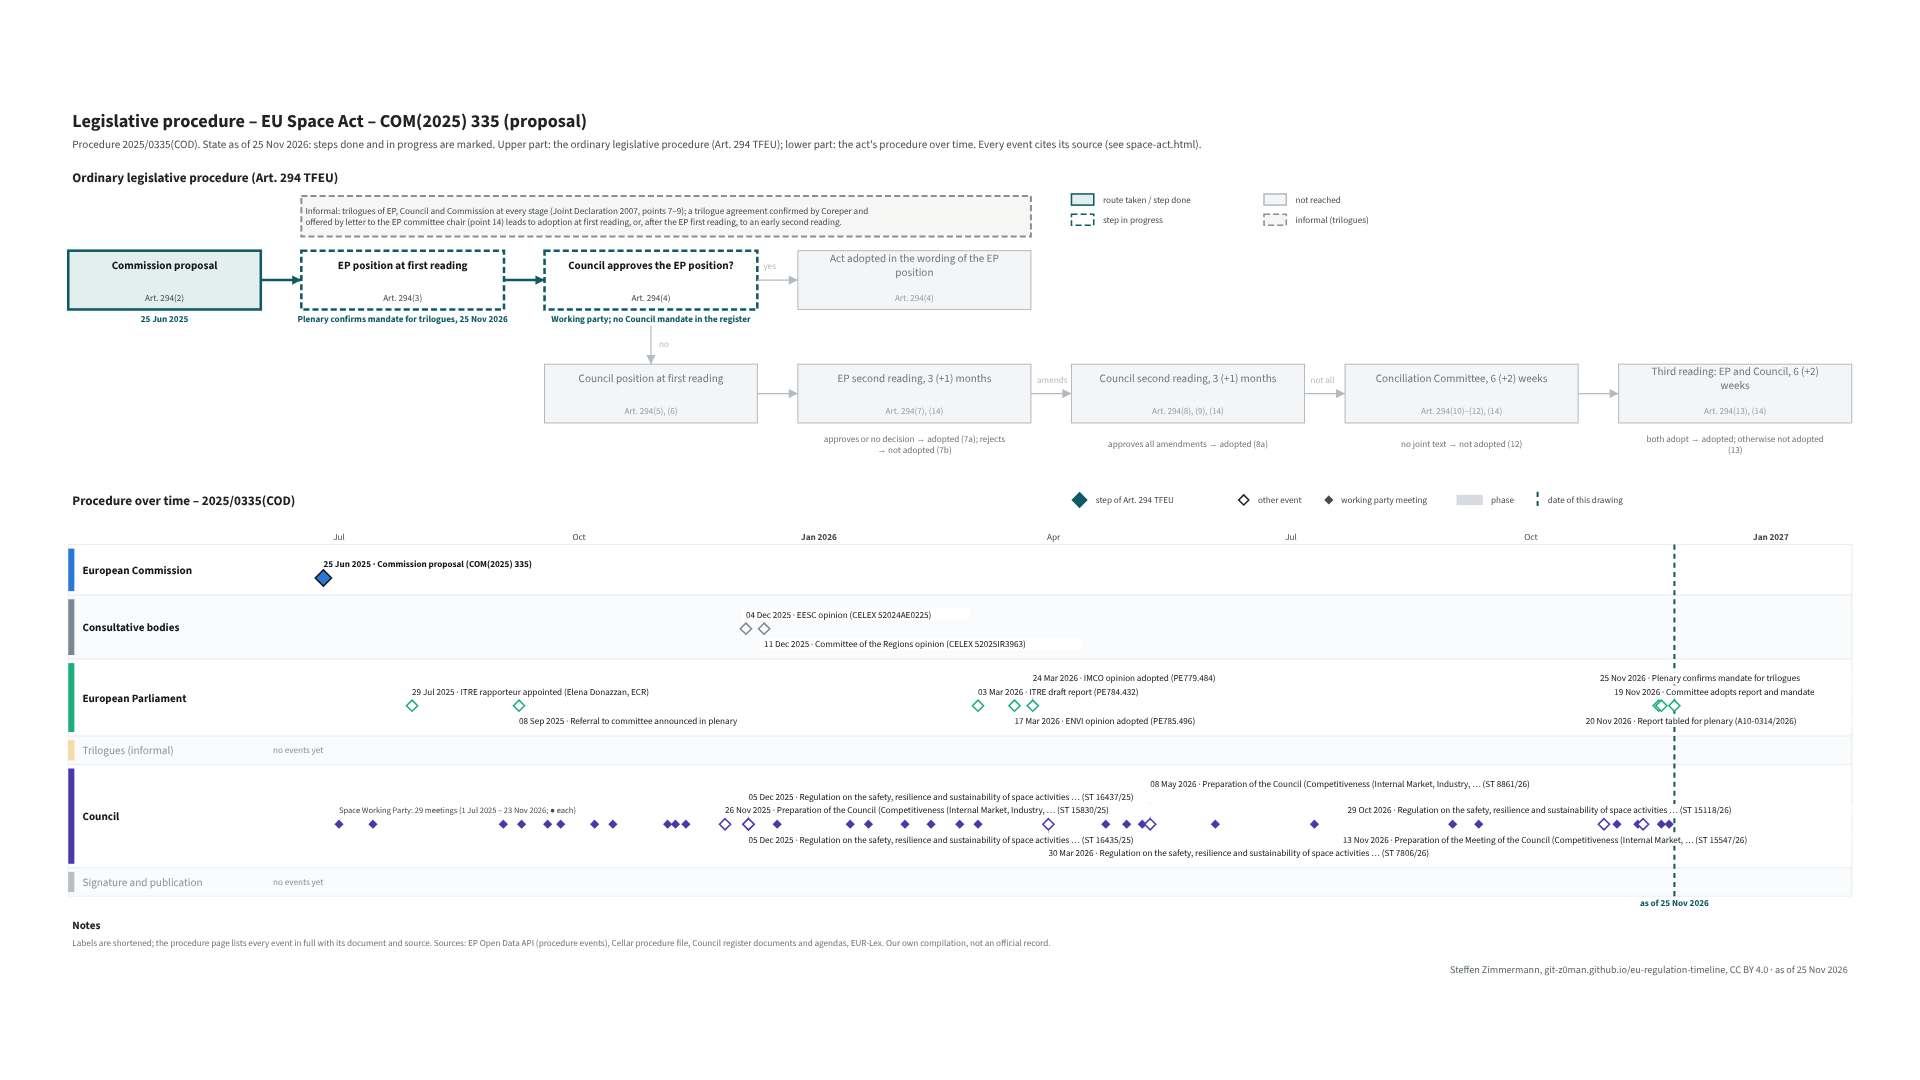 Legislative procedure – EU Space Act – COM(2025) 335 (proposal)
Procedure 2025/0335(COD). State as of 25 Nov 2026: steps done and in progress are marked. Upper part: the ordinary legislative procedure (Art. 294 TFEU); lower part: the act's procedure over time. Every event cites its source (see space-act.html).
Ordinary legislative procedure (Art. 294 TFEU)
Informal: trilogues of EP, Council and Commission at every stage (Joint Declaration 2007, points 7–9); a trilogue agreement confirmed by Coreper and
offered by letter to the EP committee chair (point 14) leads to adoption at first reading, or, after the EP first reading, to an early second reading.
route taken / step done
not reached
step in progress
informal (trilogues)
Commission proposal
Art. 294(2)
25 Jun 2025
EP position at first reading
Art. 294(3)
Plenary confirms mandate for trilogues, 25 Nov 2026
Council approves the EP position?
Art. 294(4)
Working party; no Council mandate in the register
yes
Act adopted in the wording of the EP
position
Art. 294(4)
no
Council position at first reading
Art. 294(5), (6)
EP second reading, 3 (+1) months
Art. 294(7), (14)
approves or no decision → adopted (7a); rejects
→ not adopted (7b)
amends
Council second reading, 3 (+1) months
Art. 294(8), (9), (14)
approves all amendments → adopted (8a)
not all
Conciliation Committee, 6 (+2) weeks
Art. 294(10)–(12), (14)
no joint text → not adopted (12)
Third reading: EP and Council, 6 (+2)
weeks
Art. 294(13), (14)
both adopt → adopted; otherwise not adopted
(13)
Procedure over time – 2025/0335(COD)
step of Art. 294 TFEU
other event
working party meeting
phase
date of this drawing
Jul
Oct
Jan 2026
Apr
Jul
Oct
Jan 2027
European Commission
25 Jun 2025 · Commission proposal (COM(2025) 335)
Consultative bodies
04 Dec 2025 · EESC opinion (CELEX 52024AE0225)
11 Dec 2025 · Committee of the Regions opinion (CELEX 52025IR3963)
European Parliament
24 Mar 2026 · IMCO opinion adopted (PE779.484)
25 Nov 2026 · Plenary confirms mandate for trilogues
29 Jul 2025 · ITRE rapporteur appointed (Elena Donazzan, ECR)
03 Mar 2026 · ITRE draft report (PE784.432)
19 Nov 2026 · Committee adopts report and mandate
08 Sep 2025 · Referral to committee announced in plenary
17 Mar 2026 · ENVI opinion adopted (PE785.496)
20 Nov 2026 · Report tabled for plenary (A10-0314/2026)
Trilogues (informal)
no events yet
Council
08 May 2026 · Preparation of the Council (Competitiveness (Internal Market, Industry, … (ST 8861/26)
05 Dec 2025 · Regulation on the safety, resilience and sustainability of space activities … (ST 16437/25)
Space Working Party: 29 meetings (1 Jul 2025 – 23 Nov 2026; ● each)
26 Nov 2025 · Preparation of the Council (Competitiveness (Internal Market, Industry, … (ST 15830/25)
29 Oct 2026 · Regulation on the safety, resilience and sustainability of space activities … (ST 15118/26)
05 Dec 2025 · Regulation on the safety, resilience and sustainability of space activities … (ST 16435/25)
13 Nov 2026 · Preparation of the Meeting of the Council (Competitiveness (Internal Market, … (ST 15547/26)
30 Mar 2026 · Regulation on the safety, resilience and sustainability of space activities … (ST 7806/26)
Signature and publication
no events yet
as of 25 Nov 2026
Notes
Labels are shortened; the procedure page lists every event in full with its document and source. Sources: EP Open Data API (procedure events), Cellar procedure file, Council register documents and agendas, EUR-Lex. Our own compilation, not an official record.
Steffen Zimmermann, git-z0man.github.io/eu-regulation-timeline, CC BY 4.0 · as of 25 Nov 2026